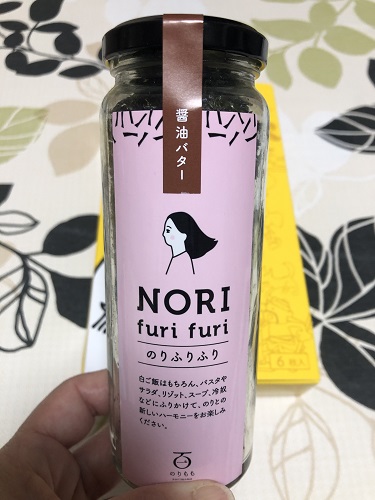 醤油バター
NORI
furi furi
のりふりふり
白ご飯はもちろん、パスタや
サラダ、リゾット、スープ、冷奴
などにふりかけて、のりとの
新しいハーモニーをお楽しみ
ください。
のりもも